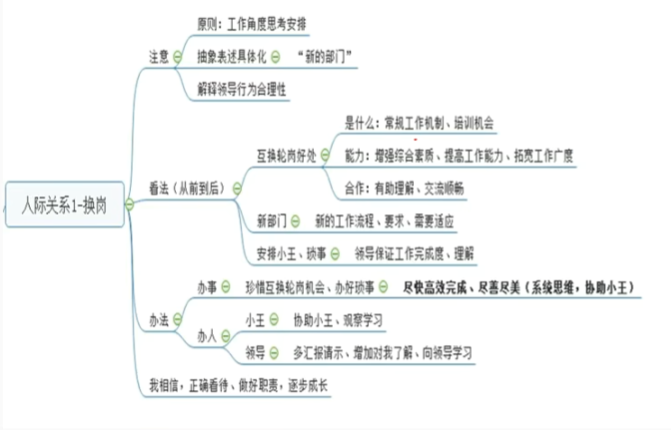 人际关系1-换岗
注意
原则：工作角度思考安排
抽象表述具体化
“新的部门”
解释领导行为合理性
看法（从前到后）
互换轮岗好处
是什么：常规工作机制、培训机会
能力：增强综合素质、提高工作能力、拓宽工作广度
合作：有助理解、交流顺畅
新部门
新的工作流程、要求、需要适应
安排小王、琐事
领导保证工作完成度、理解
办法
办事
珍惜互换轮岗机会、办好琐事
尽快高效完成、尽善尽美（系统思维，协助小王）
办人
小王
协助小王、观察学习
领导
多汇报请示、增加对我了解、向领导学习
我相信，正确看待、做好职责，逐步成长